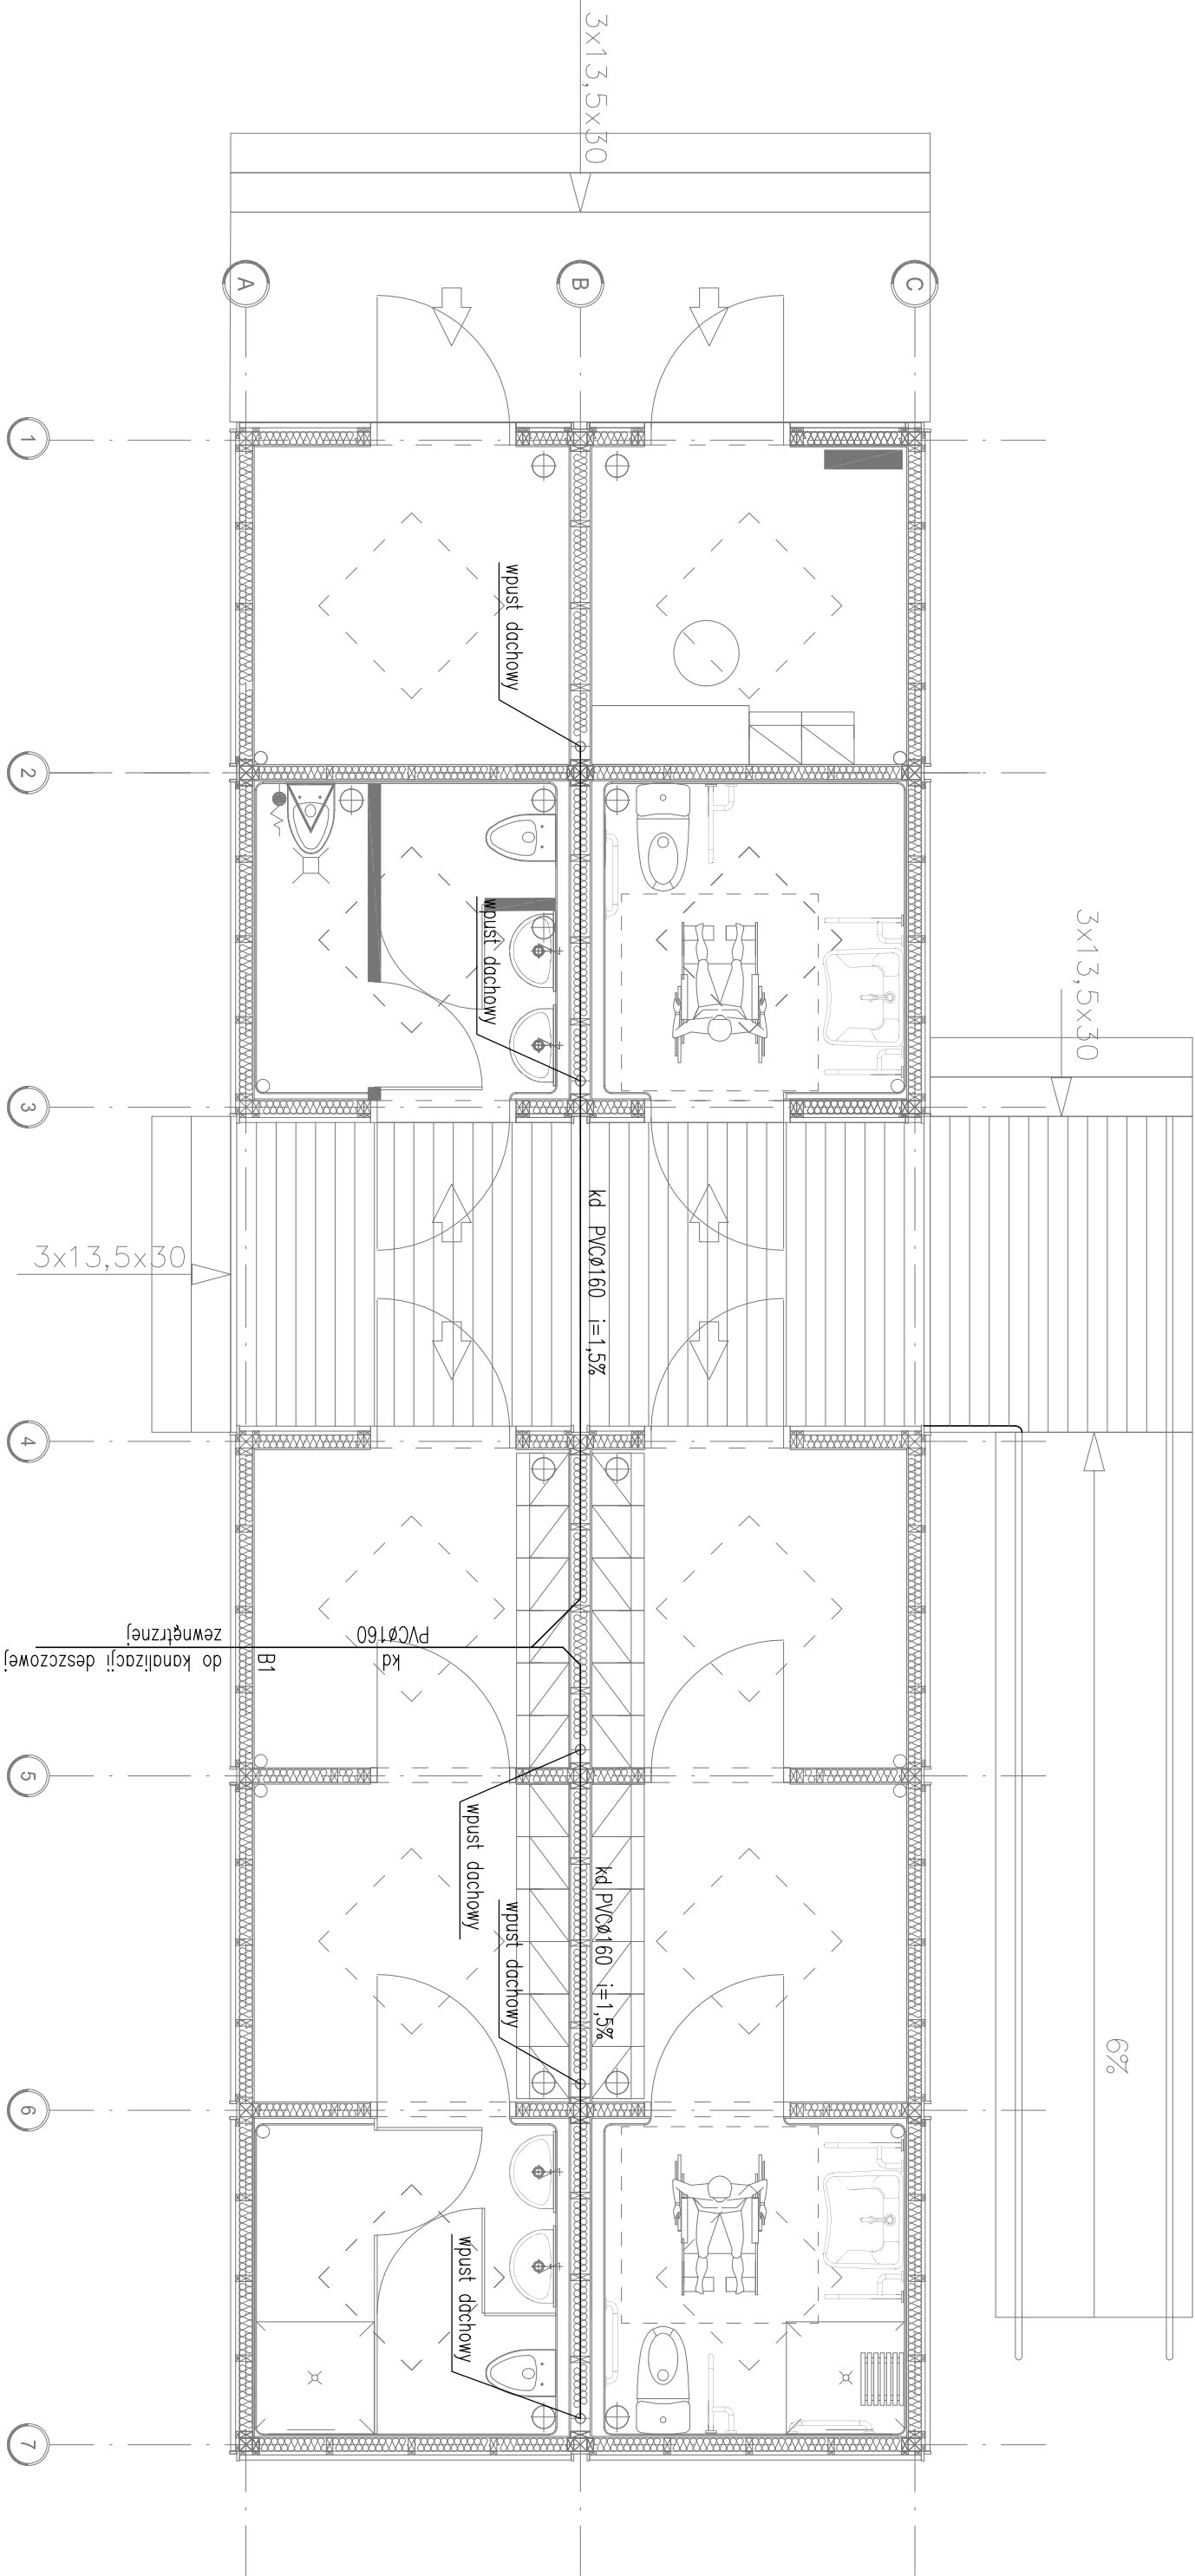 3x13,5x30
A
B
C
1
wpust dachowy
2
wpust dachowy
3x13,5x30
3
kd PVCø160 i=1,5%
3x13,5x30
4
kd
PVCø160
B1
do kanalizacji deszczowej
zewnętrznej
5
wpust dachowy
kd PVCø160 i=1,5%
wpust dachowy
6%
6
wpust dachowy
7